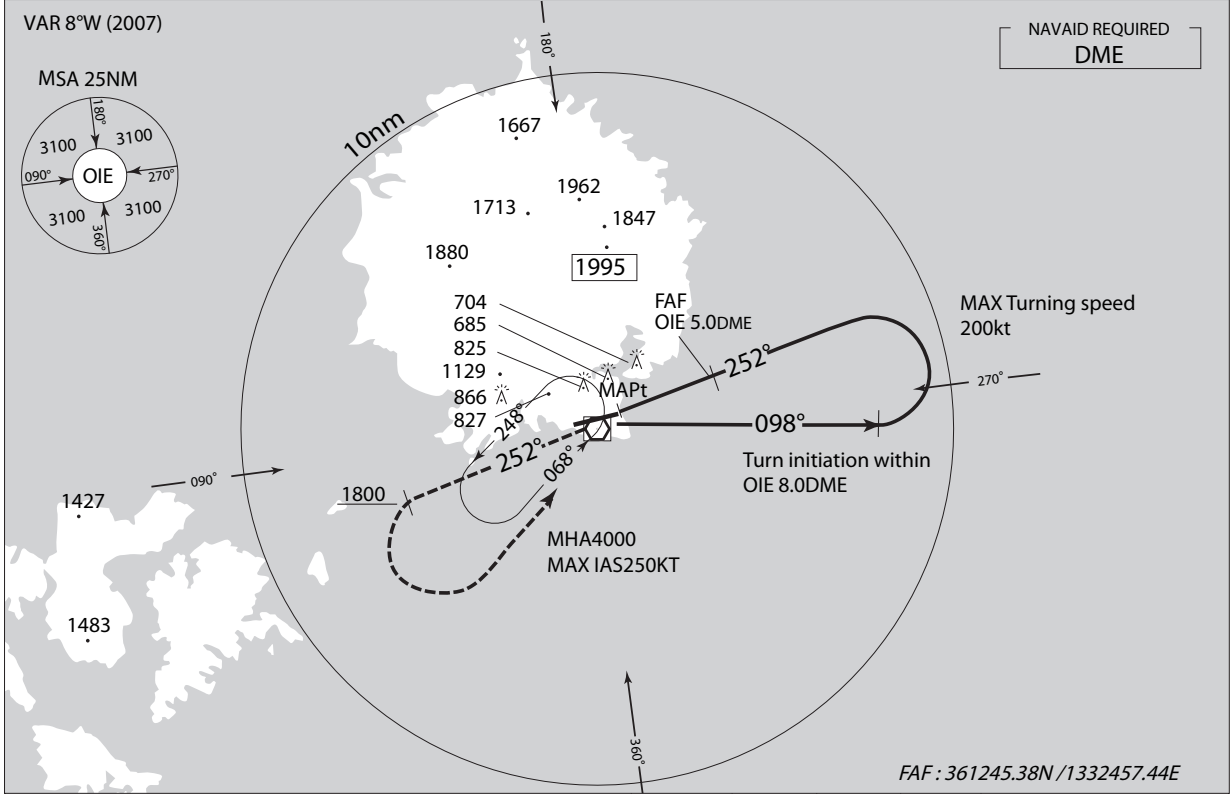 VAR 8°W (2007)
NAVAID REQUIRED
DME
MSA 25NM
180°
3100
3100
090°
OIE
270°
3100
3100
360°
180°
10nm
1667
1962
1713
1847
1880
1995
704
685
825
1129
866
827
FAF
OIE 5.0DME
MAX Turning speed
200kt
252°
MAPt
270°
098°
Turn initiation within
OIE 8.0DME
248°
252°
068°
090°
1800
1427
MHA4000
MAX IAS250KT
1483
360°
FAF : 361245.38N /1332457.44E